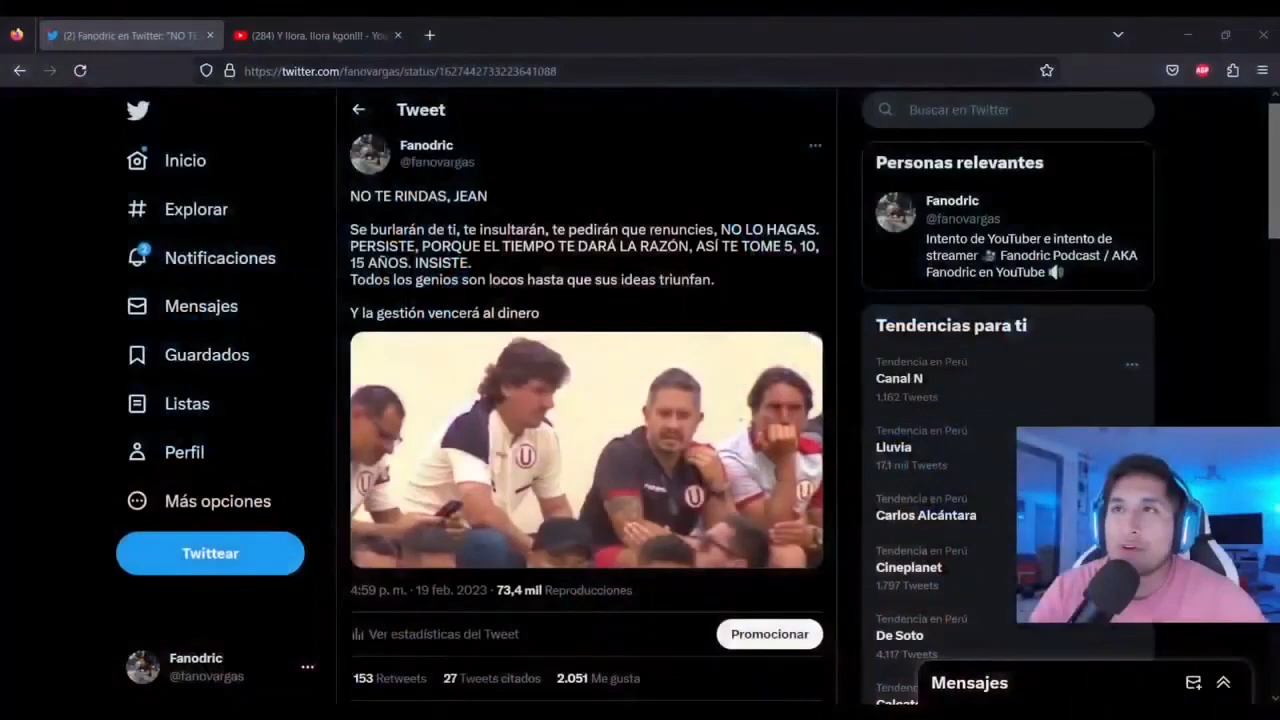 (2) Fanodric en Twitter: "NO TE
(284) Y llora, llora kgon!!! - You
https://twitter.com/fanovargas/status/1627442733223641088
ABP
Inicio
Explorar
2
Notificaciones
Mensajes
Guardados
Listas
Perfil
Más opciones
Twittear
Fanodric
@fanovargas
Tweet
Fanodric
@fanovargas
NO TE RINDAS, JEAN
Se burlarán de ti, te insultarán, te pedirán que renuncies, NO LO HAGAS.
PERSISTE, PORQUE EL TIEMPO TE DARÁ LA RAZÓN, ASÍ TE TOME 5, 10,
15 AÑOS. INSISTE.
Todos los genios son locos hasta que sus ideas triunfan.
Y la gestión vencerá al dinero
U
U
U
U
4:59 p. m. · 19 feb. 2023 · 73,4 mil Reproducciones
Ver estadísticas del Tweet
Promocionar
153 Retweets 27 Tweets citados 2.051 Me gusta
Buscar en Twitter
Personas relevantes
Fanodric
@fanovargas
Intento de YouTuber e intento de
streamer 🎥 Fanodric Podcast / AKA
Fanodric en YouTube 🔊
Tendencias para ti
Tendencia en Perú
Canal N
1.162 Tweets
Tendencia en Perú
Lluvia
17,1 mil Tweets
Tendencia en Perú
Carlos Alcántara
Tendencia en Perú
Cineplanet
1.797 Tweets
Tendencia en Perú
De Soto
4.117 Tweets
Tendencia
Mensajes